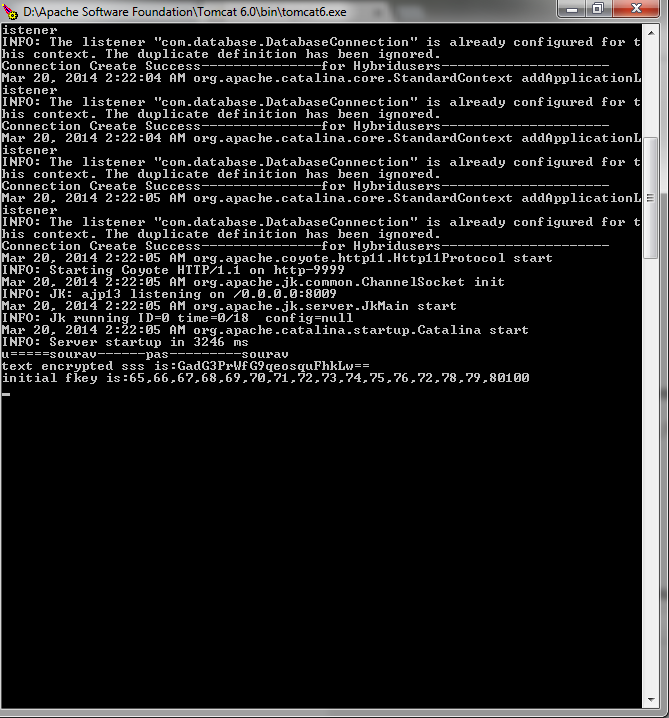 D:\Apache Software Foundation\Tomcat 6.0\bin\tomcat6.exe
istener
INFO: The listener "com.database.DatabaseConnection" is already configured for t
his context. The duplicate definition has been ignored.
Connection Create Success-----------------for Hybridusers------------------------
Mar 20, 2014 2:22:04 AM org.apache.catalina.core.StandardContext addApplicationL
istener
INFO: The listener "com.database.DatabaseConnection" is already configured for t
his context. The duplicate definition has been ignored.
Connection Create Success-----------------for Hybridusers------------------------
Mar 20, 2014 2:22:04 AM org.apache.catalina.core.StandardContext addApplicationL
istener
INFO: The listener "com.database.DatabaseConnection" is already configured for t
his context. The duplicate definition has been ignored.
Connection Create Success-----------------for Hybridusers------------------------
Mar 20, 2014 2:22:05 AM org.apache.catalina.core.StandardContext addApplicationL
istener
INFO: The listener "com.database.DatabaseConnection" is already configured for t
his context. The duplicate definition has been ignored.
Connection Create Success-----------------for Hybridusers------------------------
Mar 20, 2014 2:22:05 AM org.apache.coyote.http11.Http11Protocol start
INFO: Starting Coyote HTTP/1.1 on http-9999
Mar 20, 2014 2:22:05 AM org.apache.jk.common.ChannelSocket init
INFO: JK: ajp13 listening on /0.0.0.0:8009
Mar 20, 2014 2:22:05 AM org.apache.jk.server.JkMain start
INFO: Jk running ID=0 time=0/18  config=null
Mar 20, 2014 2:22:05 AM org.apache.catalina.startup.Catalina start
INFO: Server startup in 3246 ms
u=====sourav-------pas----------sourav
text encrypted sss is:GadG3PrWfG9qeosquFhkLw==
initial fkey is:65,66,67,68,69,70,71,72,73,74,75,76,72,78,79,80100